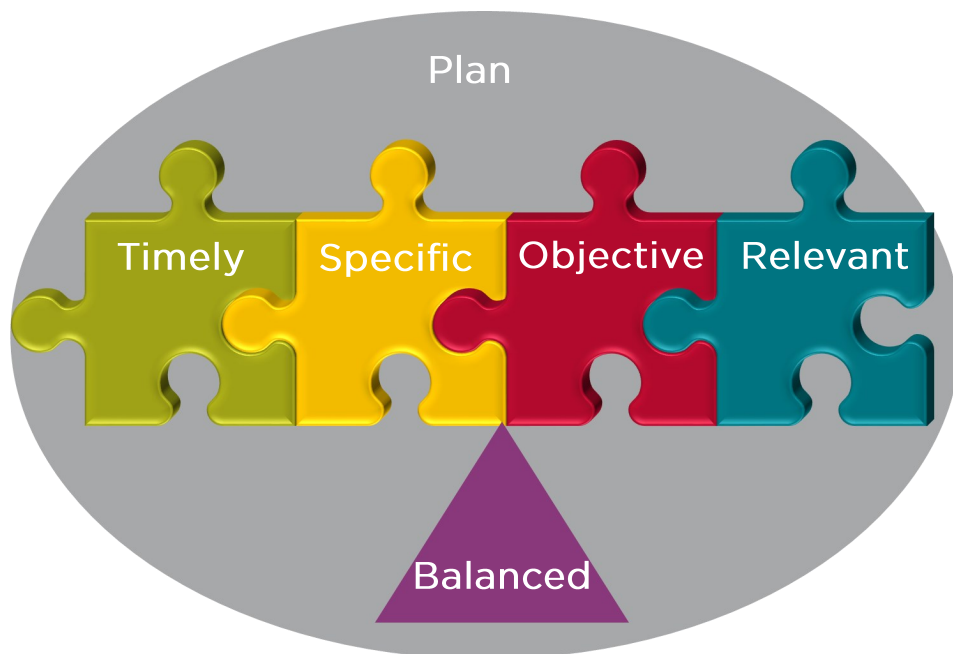 Plan
Timely
Specific
Objective
Relevant
Balanced